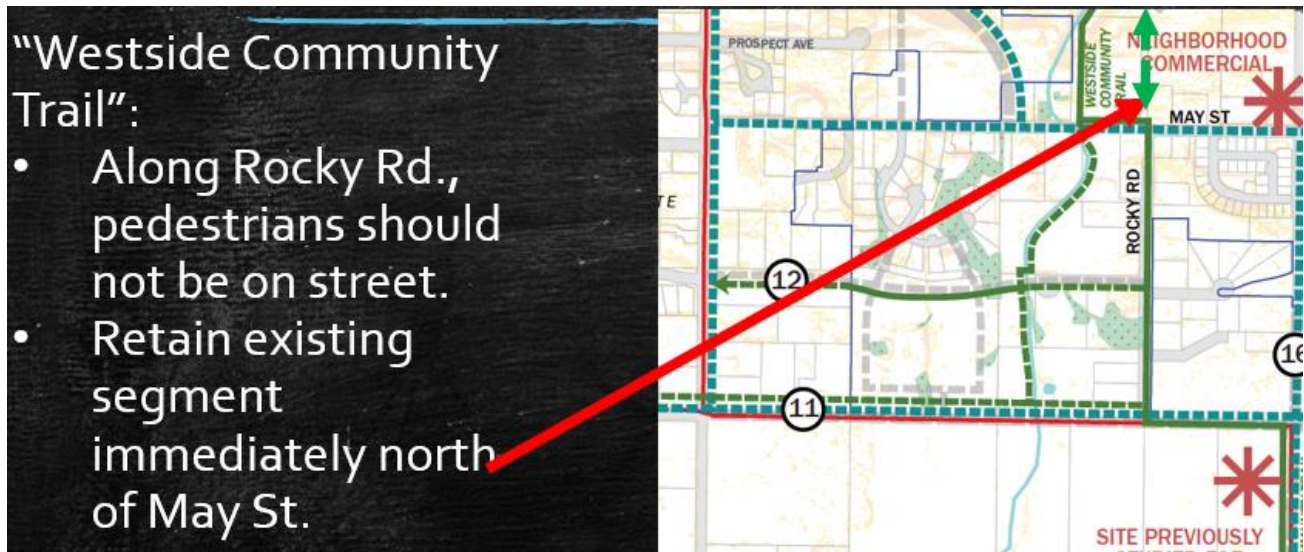 “Westside Community
Trail”:
• Along Rocky Rd.,
pedestrians should
not be on street.
• Retain existing
segment
immediately north
of May St.
PROSPECT AVE
WESTSIDE
COMMUNITY
TRAIL
NEIGHBORHOOD
COMMERCIAL
MAY ST
ROCKY RD
TE
12
16
11
SITE PREVIOUSLY